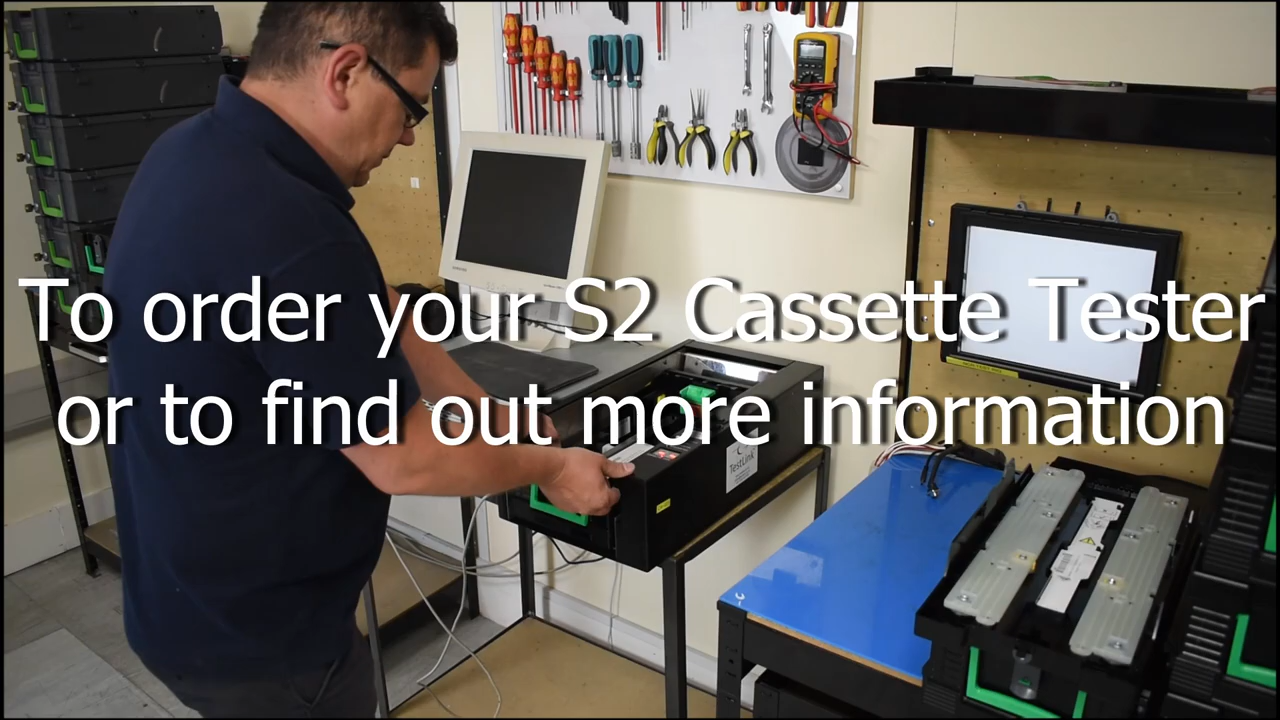 To order your S2 Cassette Tester
or to find out more information
TestLink